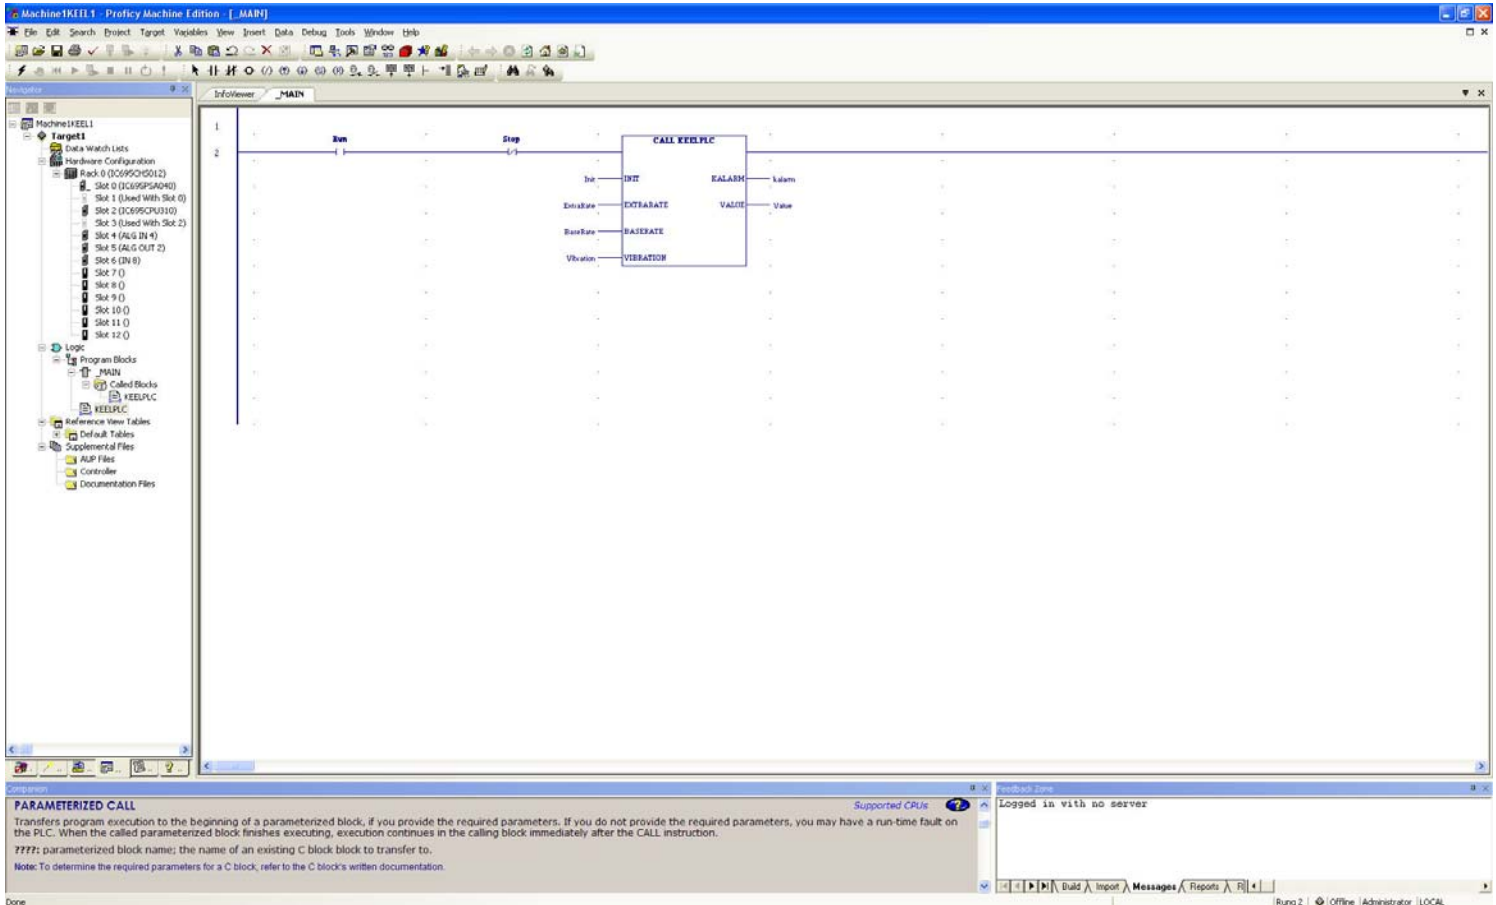 Machine1KEEL1 - Proficy Machine Edition - [_MAIN]
File Edit Search Project Target Variables View Insert Data Debug Tools Window Help
Navigator
InfoViewer _MAIN
Machine1KEEL1
Target1
Data Watch Lists
Hardware Configuration
Rack 0 (IC695CHS012)
Slot 0 (IC695PSA040)
Slot 1 (Used With Slot 0)
Slot 2 (IC695CPU310)
Slot 3 (Used With Slot 2)
Slot 4 (ALG IN 4)
Slot 5 (ALG OUT 2)
Slot 6 (IN 8)
Slot 7 ()
Slot 8 ()
Slot 9 ()
Slot 10 ()
Slot 11 ()
Slot 12 ()
Logic
Program Blocks
_MAIN
Called Blocks
KEELPLC
KEELPLC
Reference View Tables
Default Tables
Supplemental Files
AUP Files
Controller
Documentation Files
1
2
Run Stop CALL KEELPLC
Init INIT KALARM kalarm
ExtraRate EXTRARATE VALUE Value
BaseRate BASERATE
Vibration VIBRATION
Companion
PARAMETERIZED CALL Supported CPUs
Transfers program execution to the beginning of a parameterized block, if you provide the required parameters. If you do not provide the required parameters, you may have a run-time fault on
the PLC. When the called parameterized block finishes executing, execution continues in the calling block immediately after the CALL instruction.
????: parameterized block name; the name of an existing C block block to transfer to.
Note: To determine the required parameters for a C block, refer to the C block's written documentation.
Feedback Zone
Logged in with no server
Build Import Messages Reports R
Done
Rung 2 Offline Administrator LOCAL